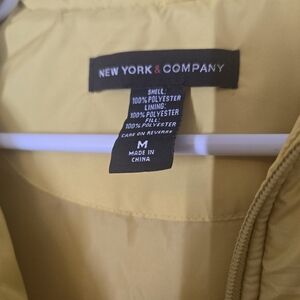 NEW YORK & COMPANY
SHELL:
100% POLYESTER
LINING:
100% POLYESTER
FILL:
100% POLYESTER
CARE ON REVERSE
M
MADE IN
CHINA